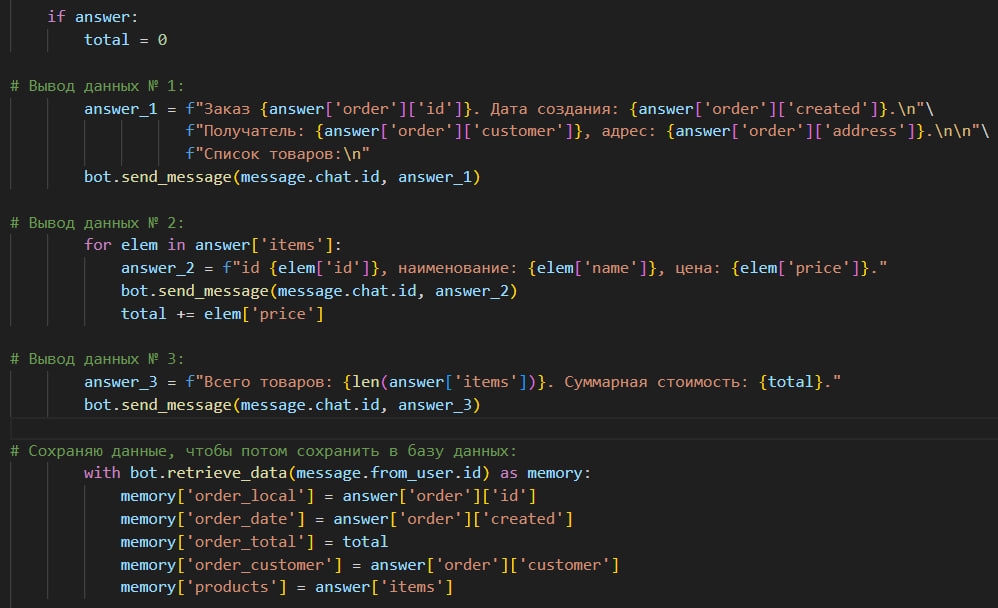 if answer:
total = 0
# Вывод данных № 1:
answer_1 = f"Заказ {answer['order']['id']}. Дата создания: {answer['order']['created']}.\n"\
f"Получатель: {answer['order']['customer']}, адрес: {answer['order']['address']}.\n\n"\
f"Список товаров:\n"
bot.send_message(message.chat.id, answer_1)
# Вывод данных № 2:
for elem in answer['items']:
answer_2 = f"id {elem['id']}, наименование: {elem['name']}, цена: {elem['price']}."
bot.send_message(message.chat.id, answer_2)
total += elem['price']
# Вывод данных № 3:
answer_3 = f"Всего товаров: {len(answer['items'])}. Суммарная стоимость: {total}."
bot.send_message(message.chat.id, answer_3)
# Сохраняю данные, чтобы потом сохранить в базу данных:
with bot.retrieve_data(message.from_user.id) as memory:
memory['order_local'] = answer['order']['id']
memory['order_date'] = answer['order']['created']
memory['order_total'] = total
memory['order_customer'] = answer['order']['customer']
memory['products'] = answer['items']